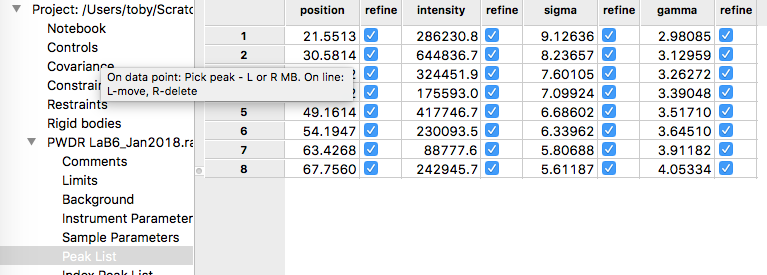 Project: /Users/toby/Scratc
position refine intensity refine sigma refine gamma refine
Notebook
1 21.5513 286230.8 9.12636 2.98085
Controls
2 30.5814 644836.7 8.23657 3.12959
Covariance
2 324451.9 7.60105 3.26272
On data point: Pick peak - L or R MB. On line:
L-move, R-delete
Constrain
2 175593.0 7.09924 3.39048
Restraints
5 49.1614 417746.7 6.68602 3.51710
Rigid bodies
6 54.1947 230093.5 6.33962 3.64510
PWDR LaB6_Jan2018.ra
7 63.4268 88777.6 5.80688 3.91182
Comments
8 67.7560 242945.7 5.61187 4.05334
Limits
Background
Instrument Parameter
Sample Parameters
Peak List
Index Peak List